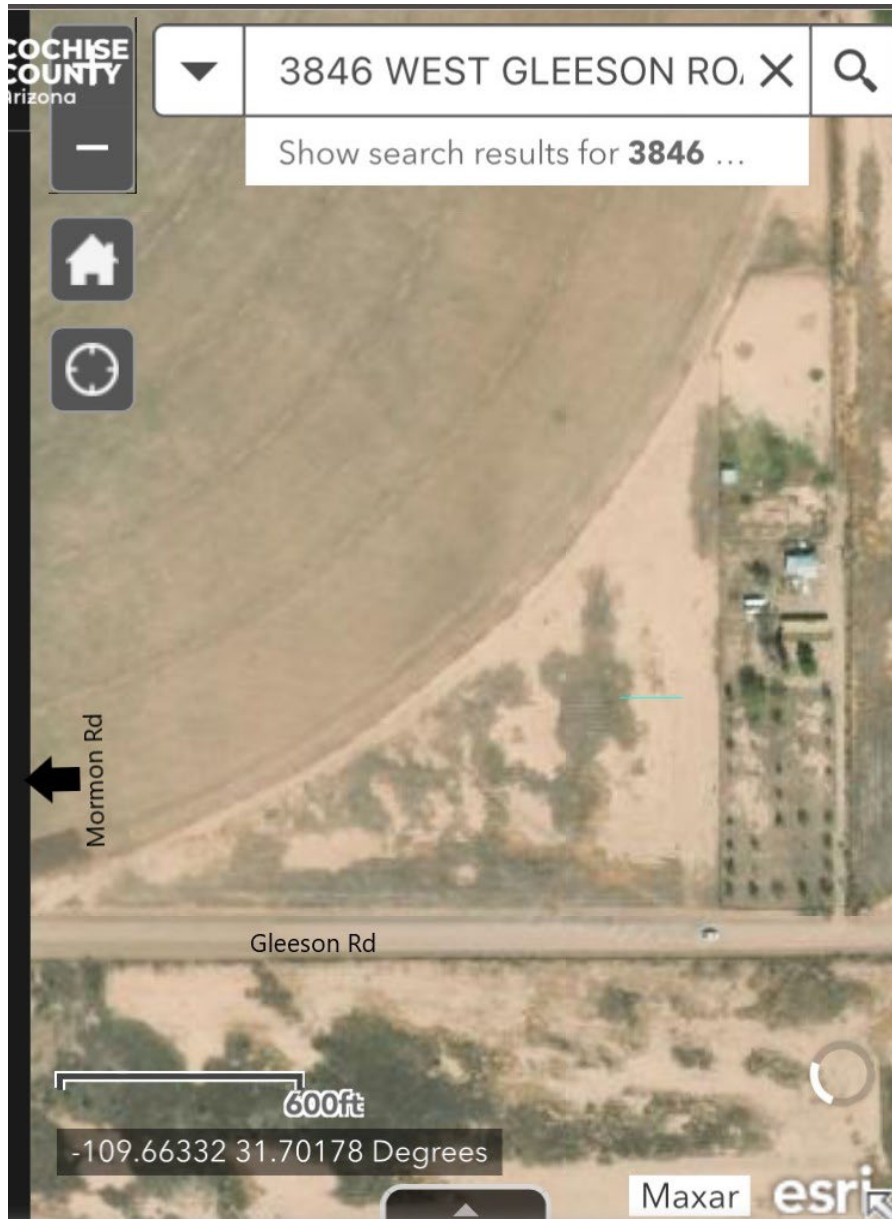 COCHISE
COUNTY
Arizona
3846 WEST GLEESON RO
Show search results for 3846 ...
Mormon Rd
Gleeson Rd
600ft
-109.66332 31.70178 Degrees
Maxar
esri